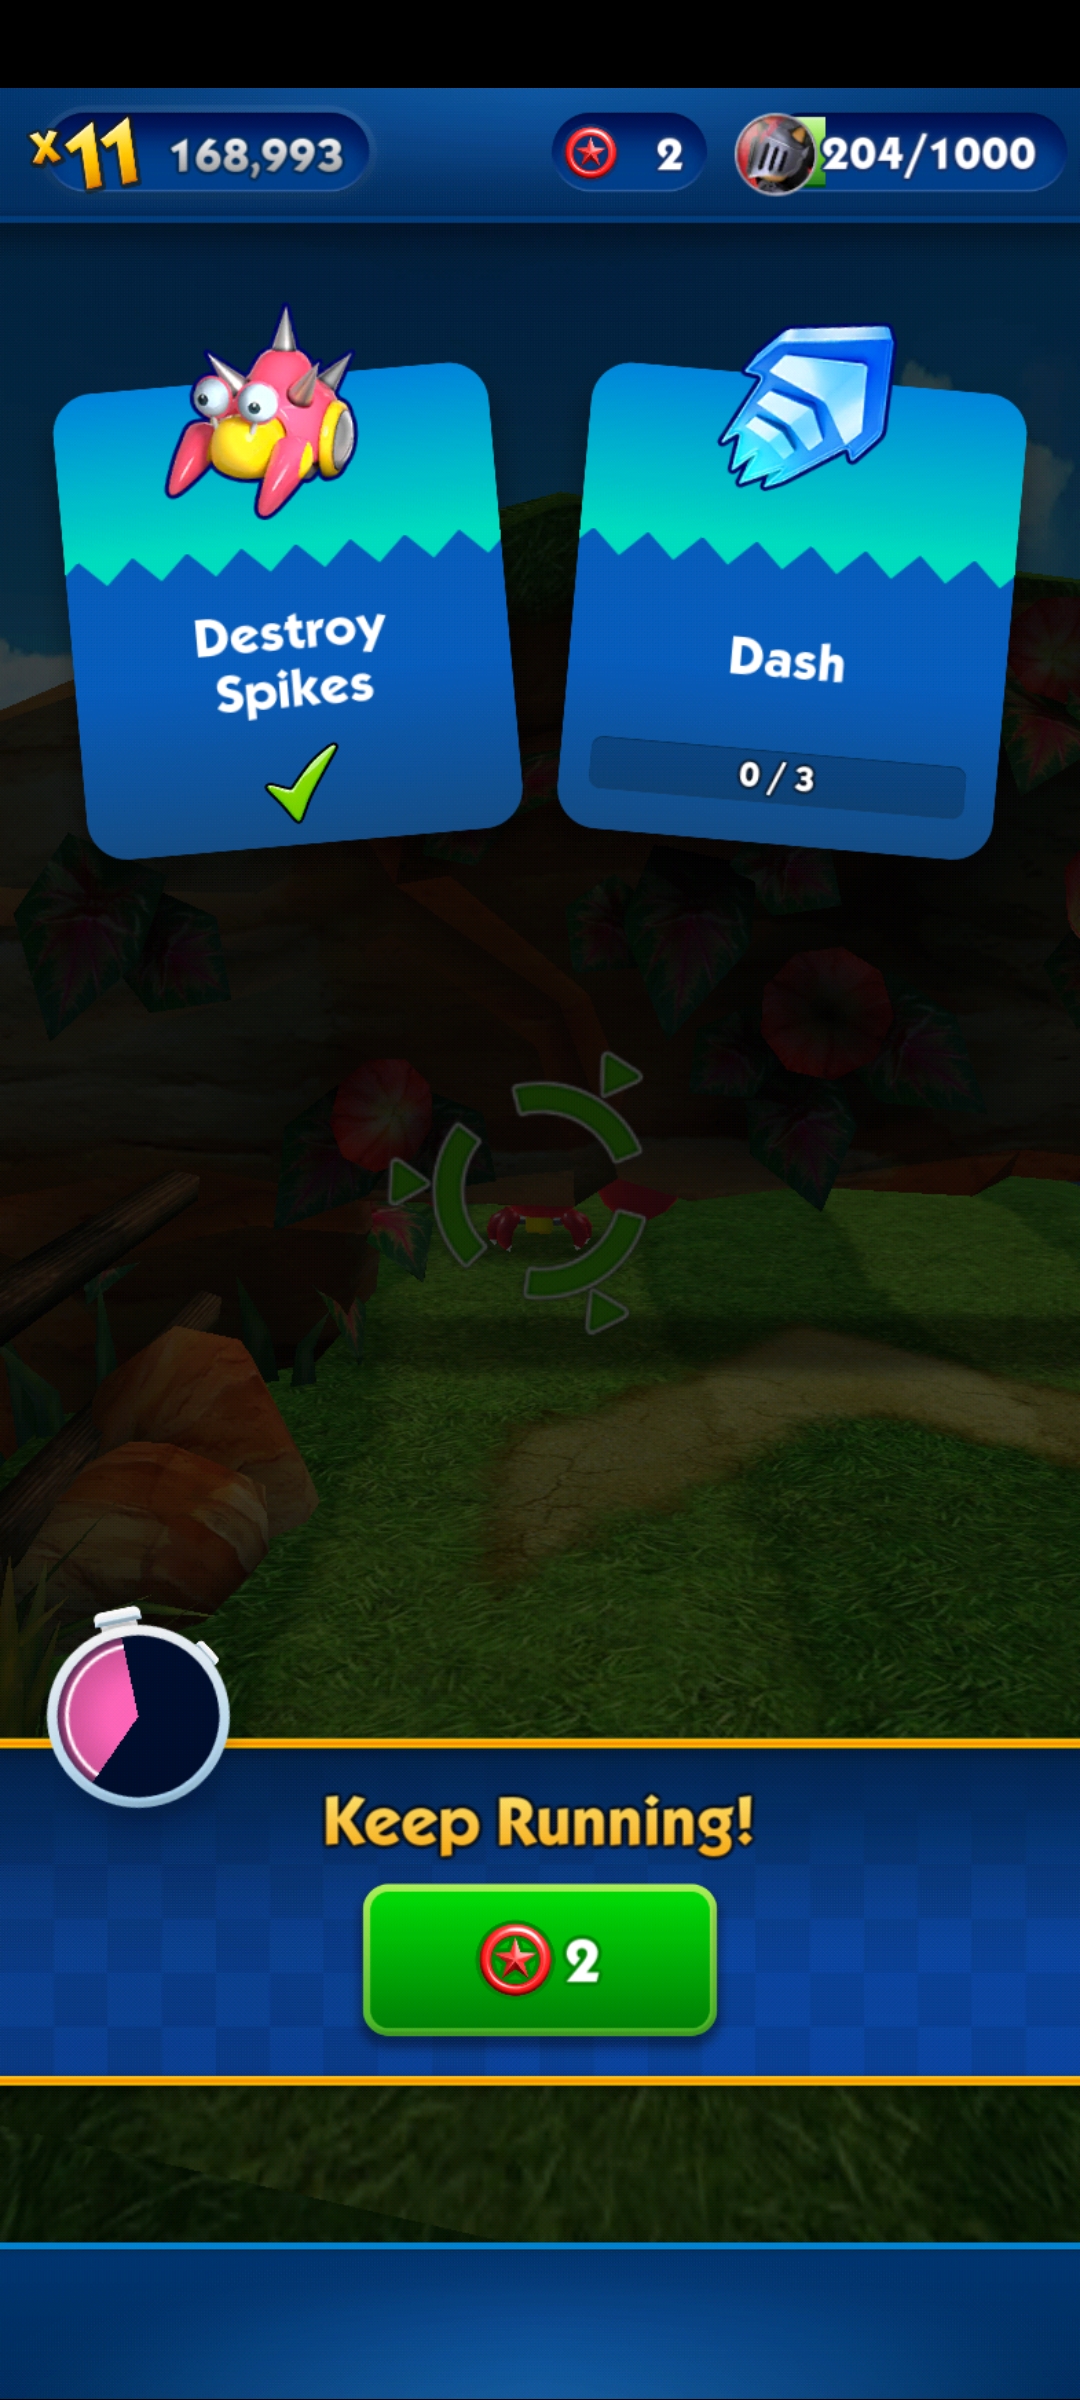 x11 168,993
2
204/1000
Destroy
Spikes
Dash
0/3
Keep Running!
2